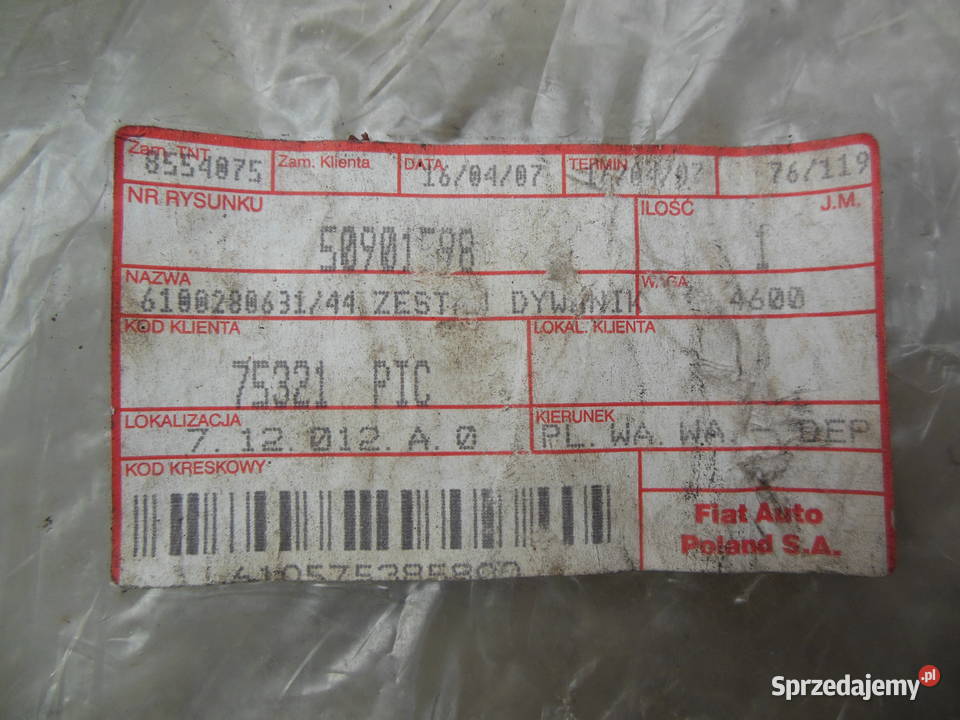 Zam. TNT Zam. Klienta DATA TERMIN
8554075 16/04/07 76/119
NR RYSUNKU ILOŚĆ J.M.
1
NAZWA WAGA
6100280631/44 4600
KOD KLIENTA LOKAL. KLIENTA
75321 PIC
LOKALIZACJA KIERUNEK
7. 12. 012. A. 0 PL. WA. WA. - DEP
KOD KRESKOWY
Fiat Auto
Poland S.A.
Sprzedajemy.pl